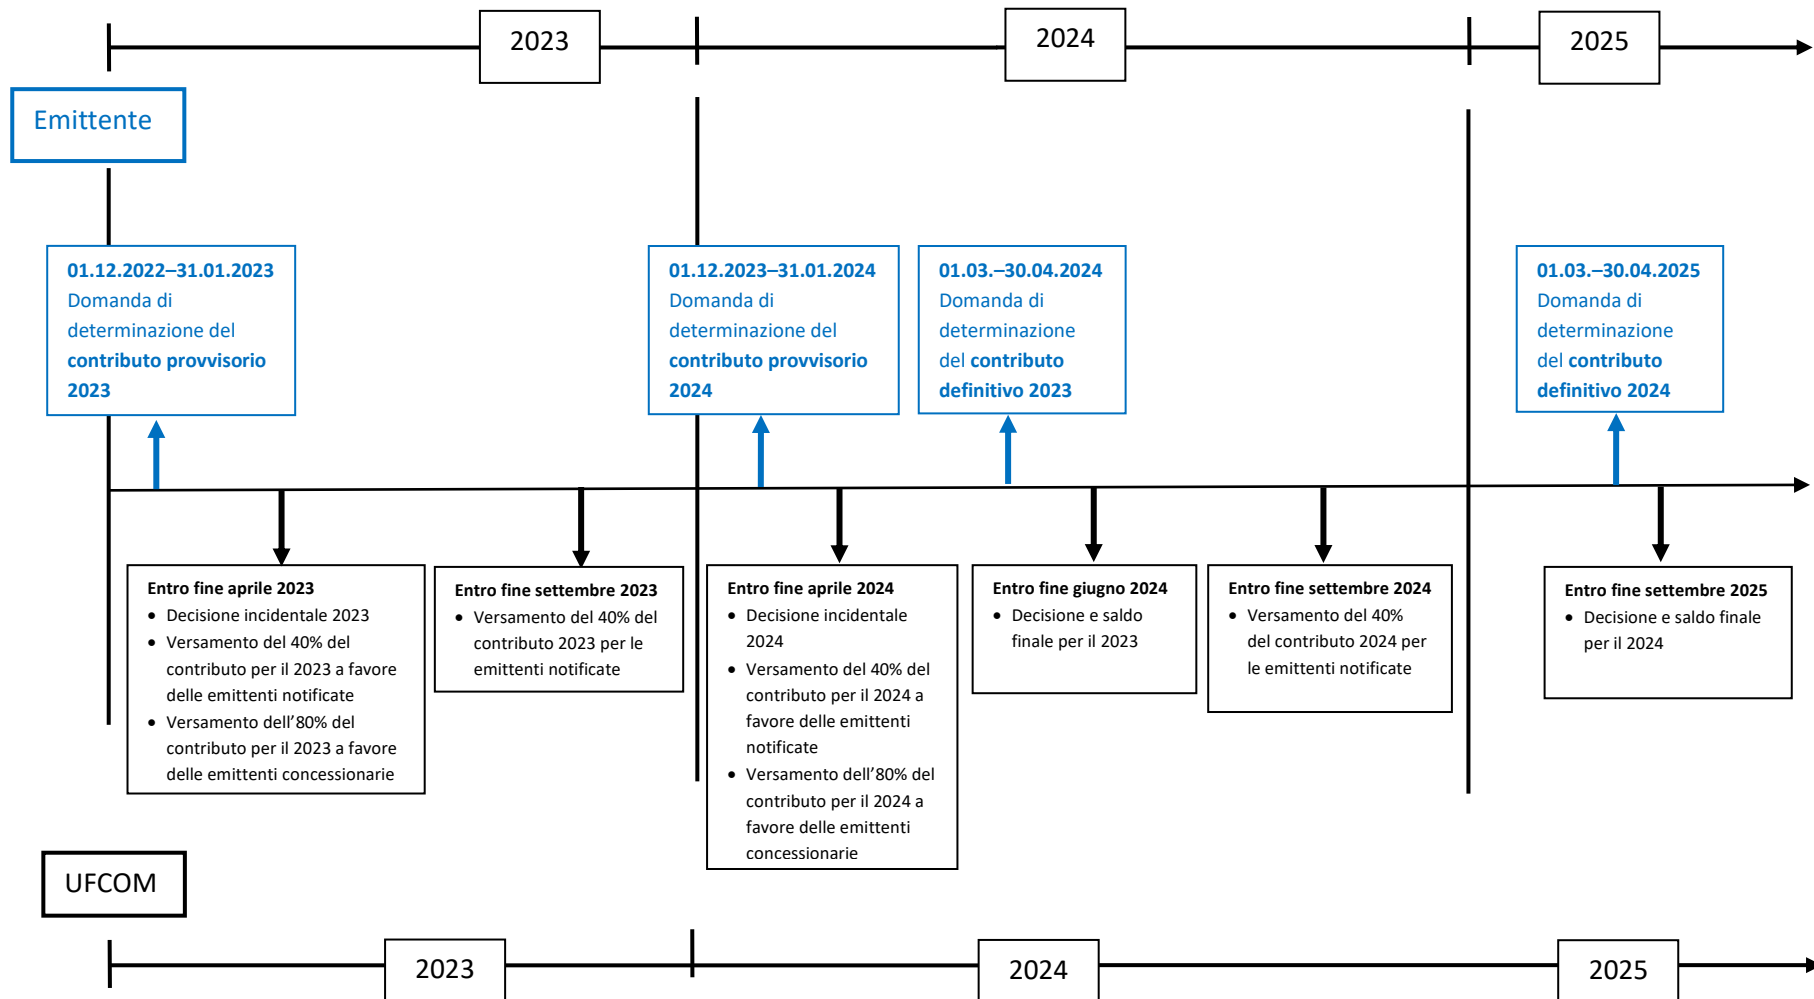 2023
2024
2025
Emittente
01.12.2022–31.01.2023
Domanda di
determinazione del
contributo provvisorio
2023
01.12.2023–31.01.2024
Domanda di
determinazione del
contributo provvisorio
2024
01.03.–30.04.2024
Domanda di
determinazione
del contributo
definitivo 2023
01.03.–30.04.2025
Domanda di
determinazione
del contributo
definitivo 2024
Entro fine aprile 2023
• Decisione incidentale 2023
• Versamento del 40% del
contributo per il 2023 a favore
delle emittenti notificate
• Versamento dell’80% del
contributo per il 2023 a favore
delle emittenti concessionarie
Entro fine settembre 2023
• Versamento del 40% del
contributo 2023 per le
emittenti notificate
Entro fine aprile 2024
• Decisione incidentale
2024
• Versamento del 40% del
contributo per il 2024 a
favore delle emittenti
notificate
• Versamento dell’80% del
contributo per il 2024 a
favore delle emittenti
concessionarie
Entro fine giugno 2024
• Decisione e saldo
finale per il 2023
Entro fine settembre 2024
• Versamento del 40%
del contributo 2024 per
le emittenti notificate
Entro fine settembre 2025
• Decisione e saldo finale
per il 2024
UFCOM
2023
2024
2025